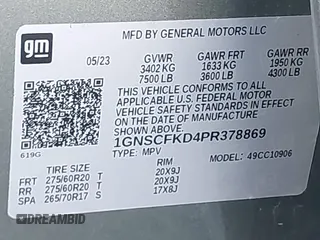 MFD BY GENERAL MOTORS LLC
gm
05/23 GVWR GAWR FRT GAWR RR
3402 KG 1633 KG 1950 KG
7500 LB 3600 LB 4300 LB
THIS VEHICLE CONFORMS TO ALL
APPLICABLE U.S. FEDERAL MOTOR
VEHICLE SAFETY STANDARDS IN EFFECT
ON THE DATE OF MANUFACTURE
SHOWN ABOVE.
1GNSCFKD4PR378869
619G TYPE: MPV MODEL: 49CC10906
TIRE SIZE RIM
FRT 275/60R20 T 20X9J
RR 275/60R20 T 20X9J
SPA 265/70R17 S 17X8J
DREAMBID